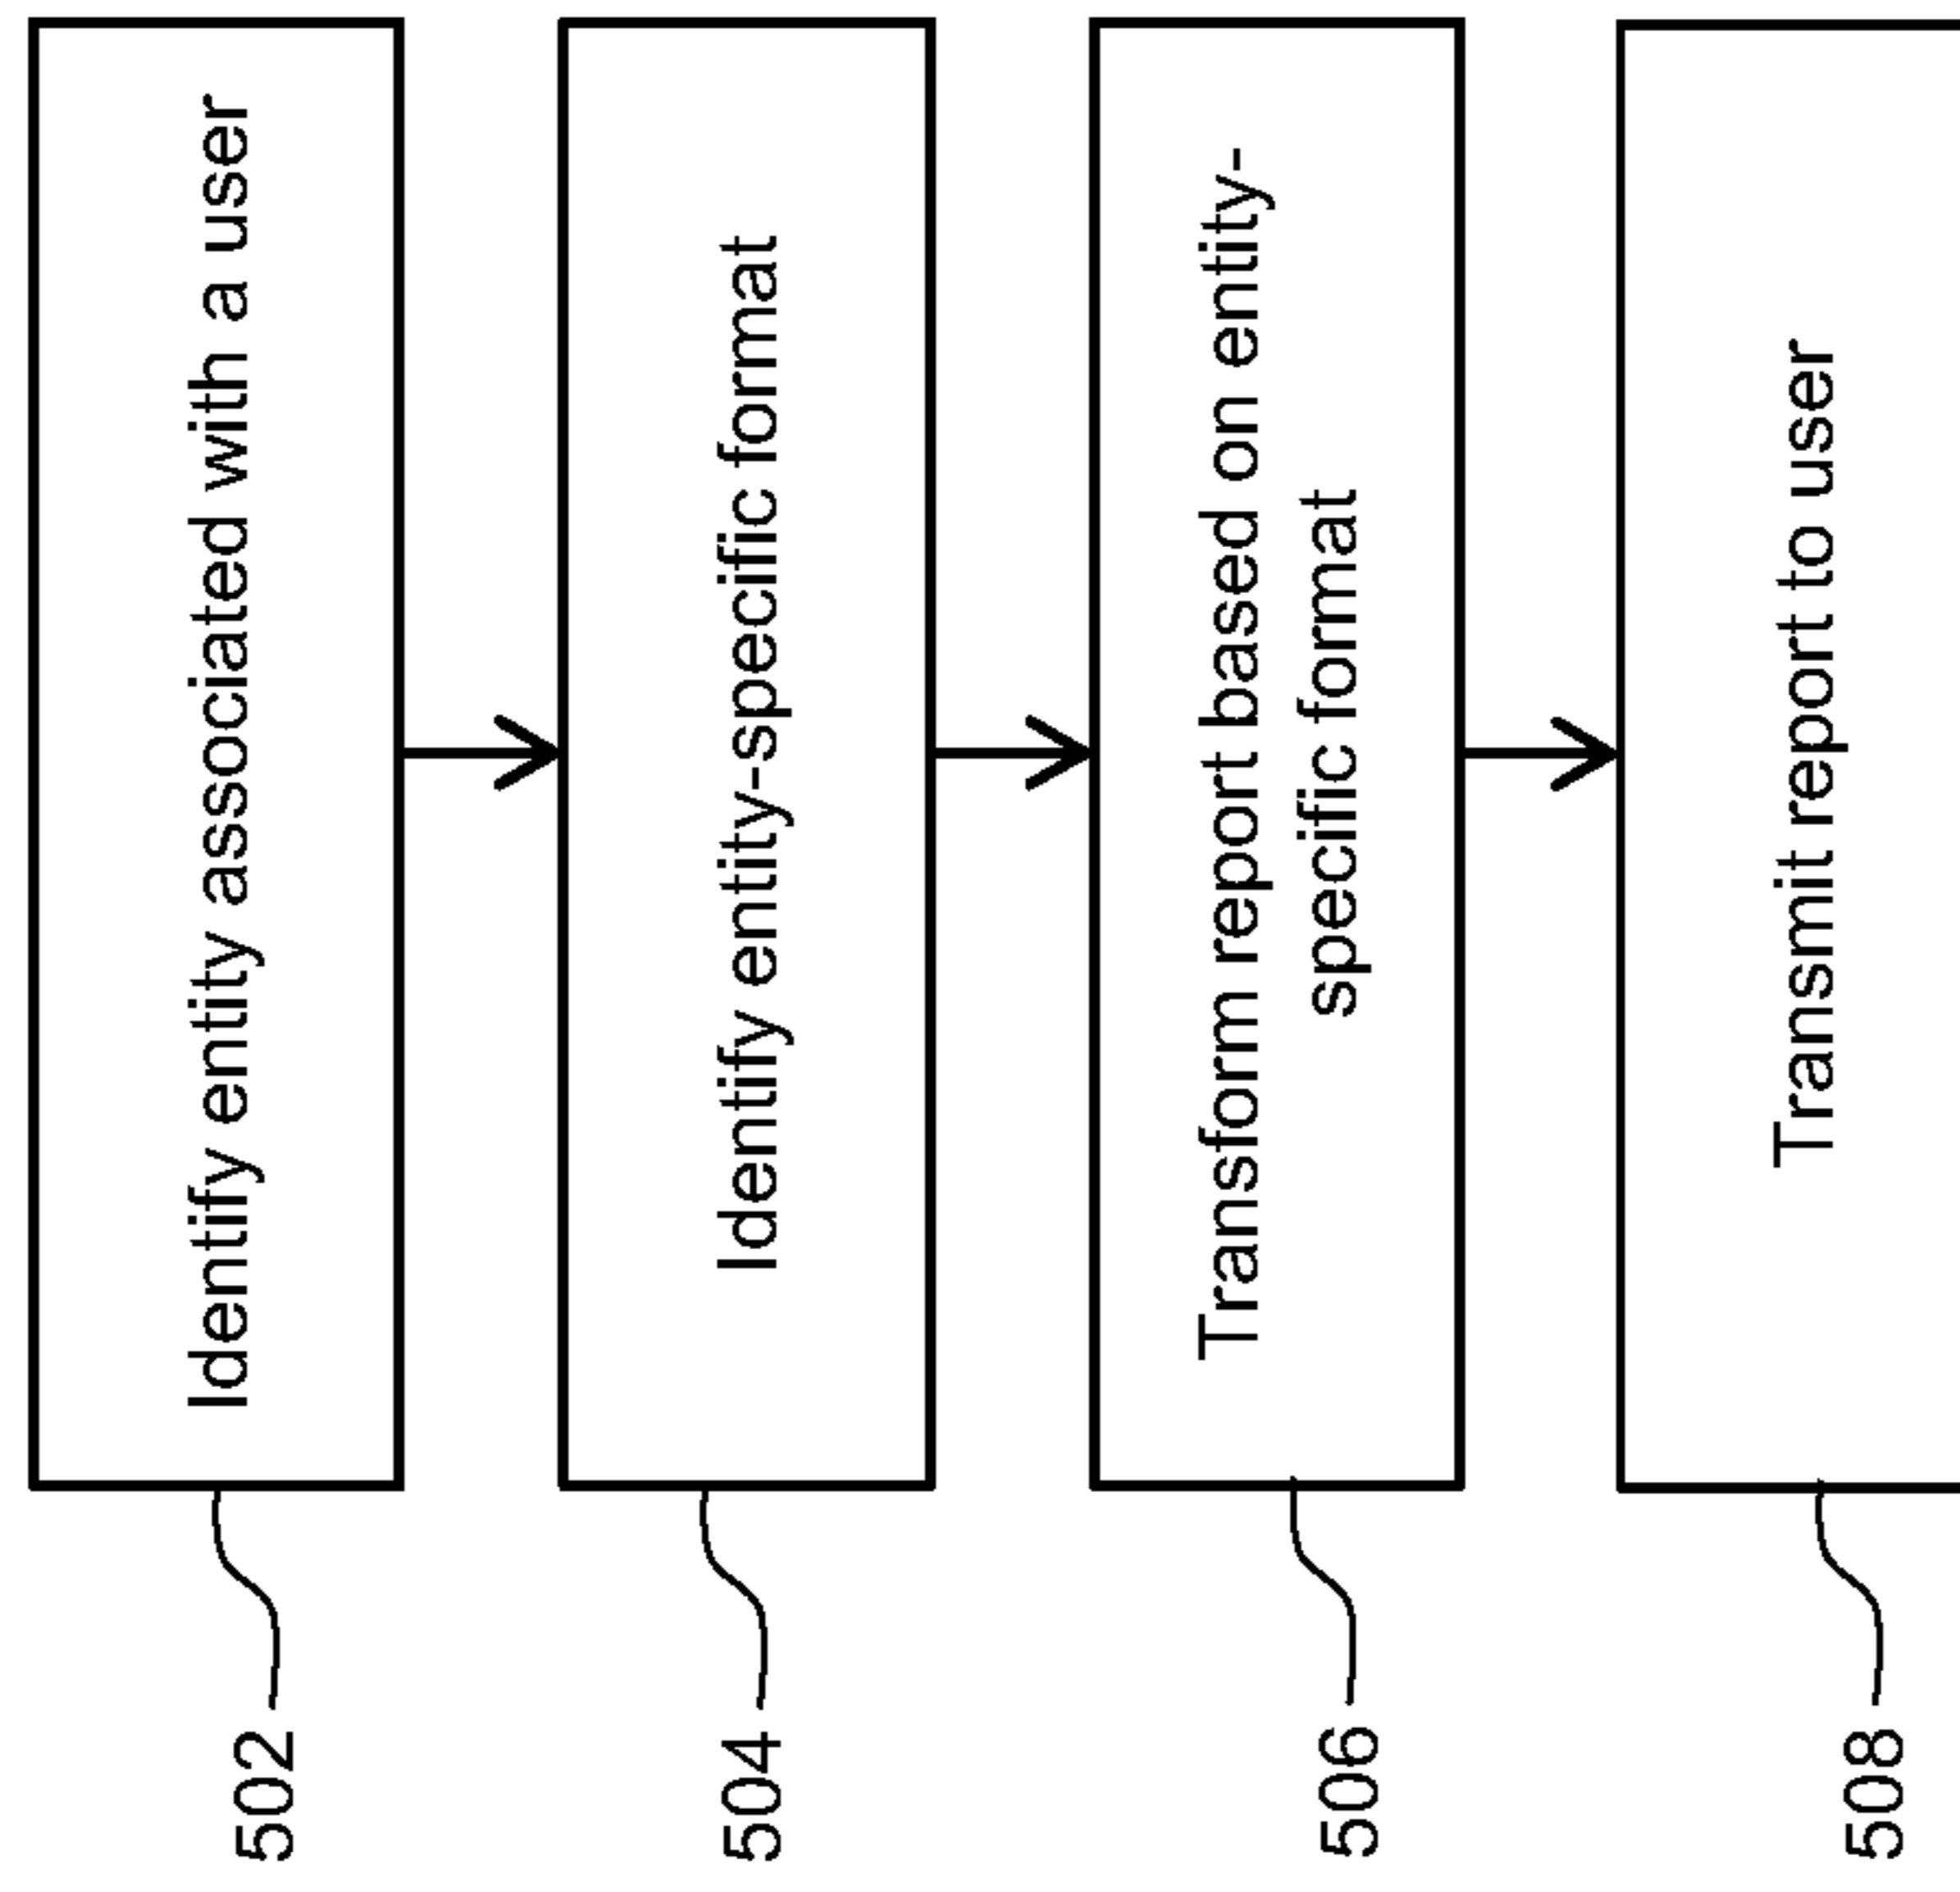 502
Identify entity associated with a user
504
Identify entity-specific format
506
Transform report based on entity-
specific format
508
Transmit report to user